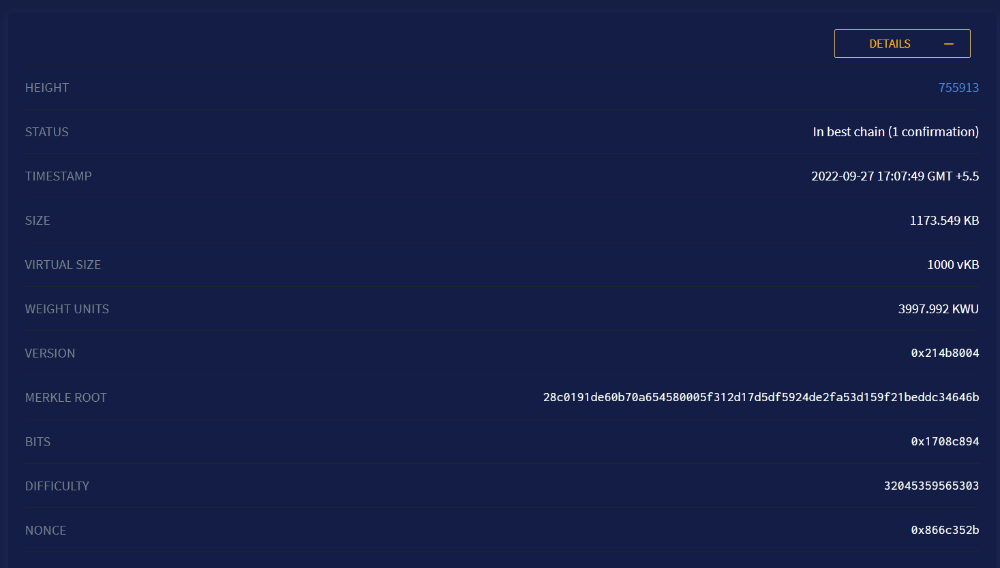 DETAILS
HEIGHT 755913
STATUS In best chain (1 confirmation)
TIMESTAMP 2022-09-27 17:07:49 GMT +5.5
SIZE 1173.549 KB
VIRTUAL SIZE 1000 vKB
WEIGHT UNITS 3997.992 KWU
VERSION 0x214b8004
MERKLE ROOT 28c0191de60b70a654580005f312d17d5df5924de2fa53d159f21beddc34646b
BITS 0x1708c894
DIFFICULTY 32045359565303
NONCE 0x866c352b